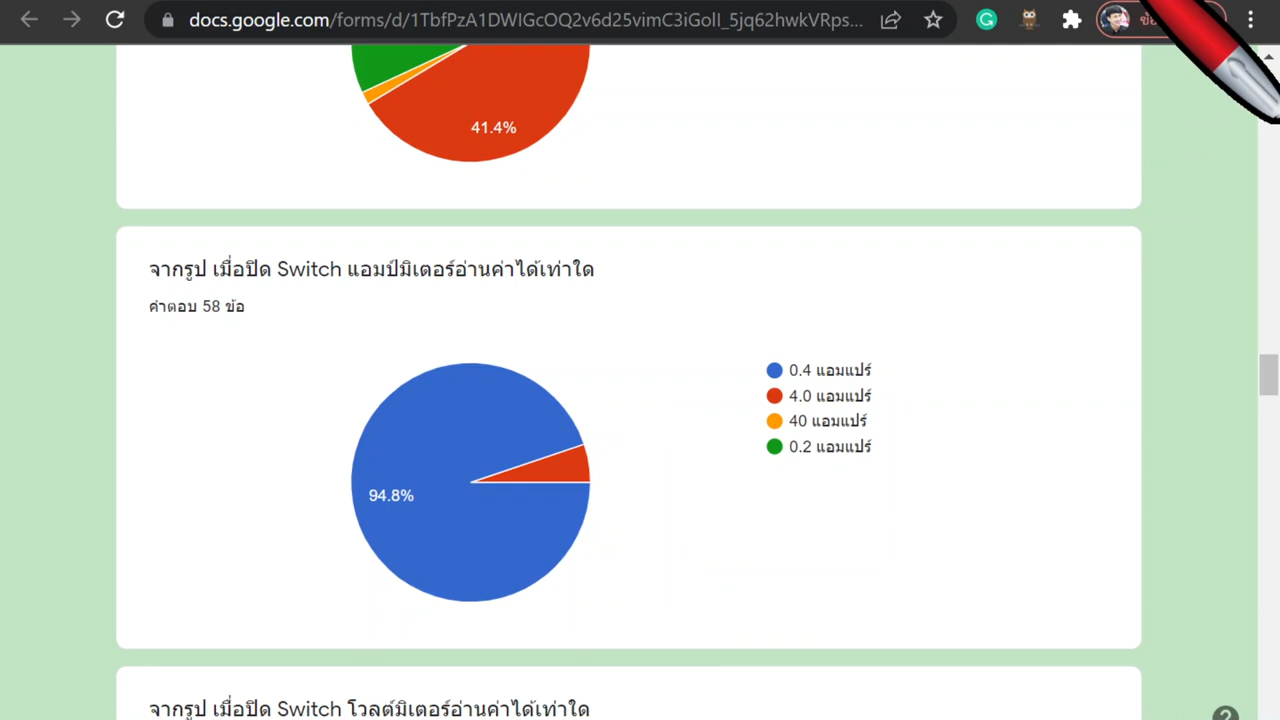 docs.google.com/forms/d/1TbfPzA1DWIGcOQ2v6d25vimC3iGolI_5jq62hwkVRps...
41.4%
จากรูป เมื่อปิด Switch แอมป์มิเตอร์อ่านค่าได้เท่าใด
คำตอบ 58 ข้อ
0.4 แอมแปร์
4.0 แอมแปร์
40 แอมแปร์
0.2 แอมแปร์
94.8%
จากรูป เมื่อปิด Switch โวลต์มิเตอร์อ่านค่าได้เท่าใด